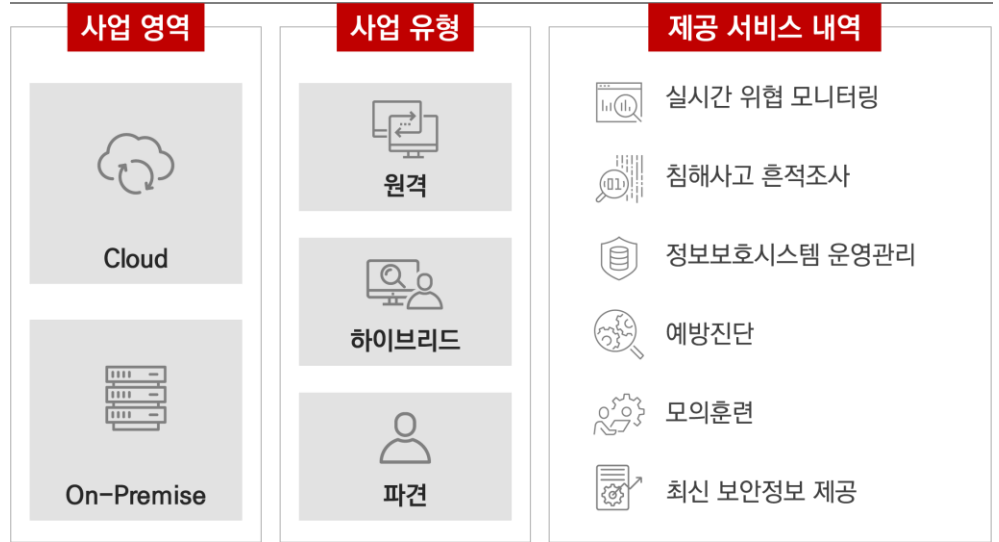 사업 영역
Cloud
On-Premise
사업 유형
원격
하이브리드
파견
제공 서비스 내역
실시간 위협 모니터링
침해사고 흔적조사
정보보호시스템 운영관리
예방진단
모의훈련
최신 보안정보 제공